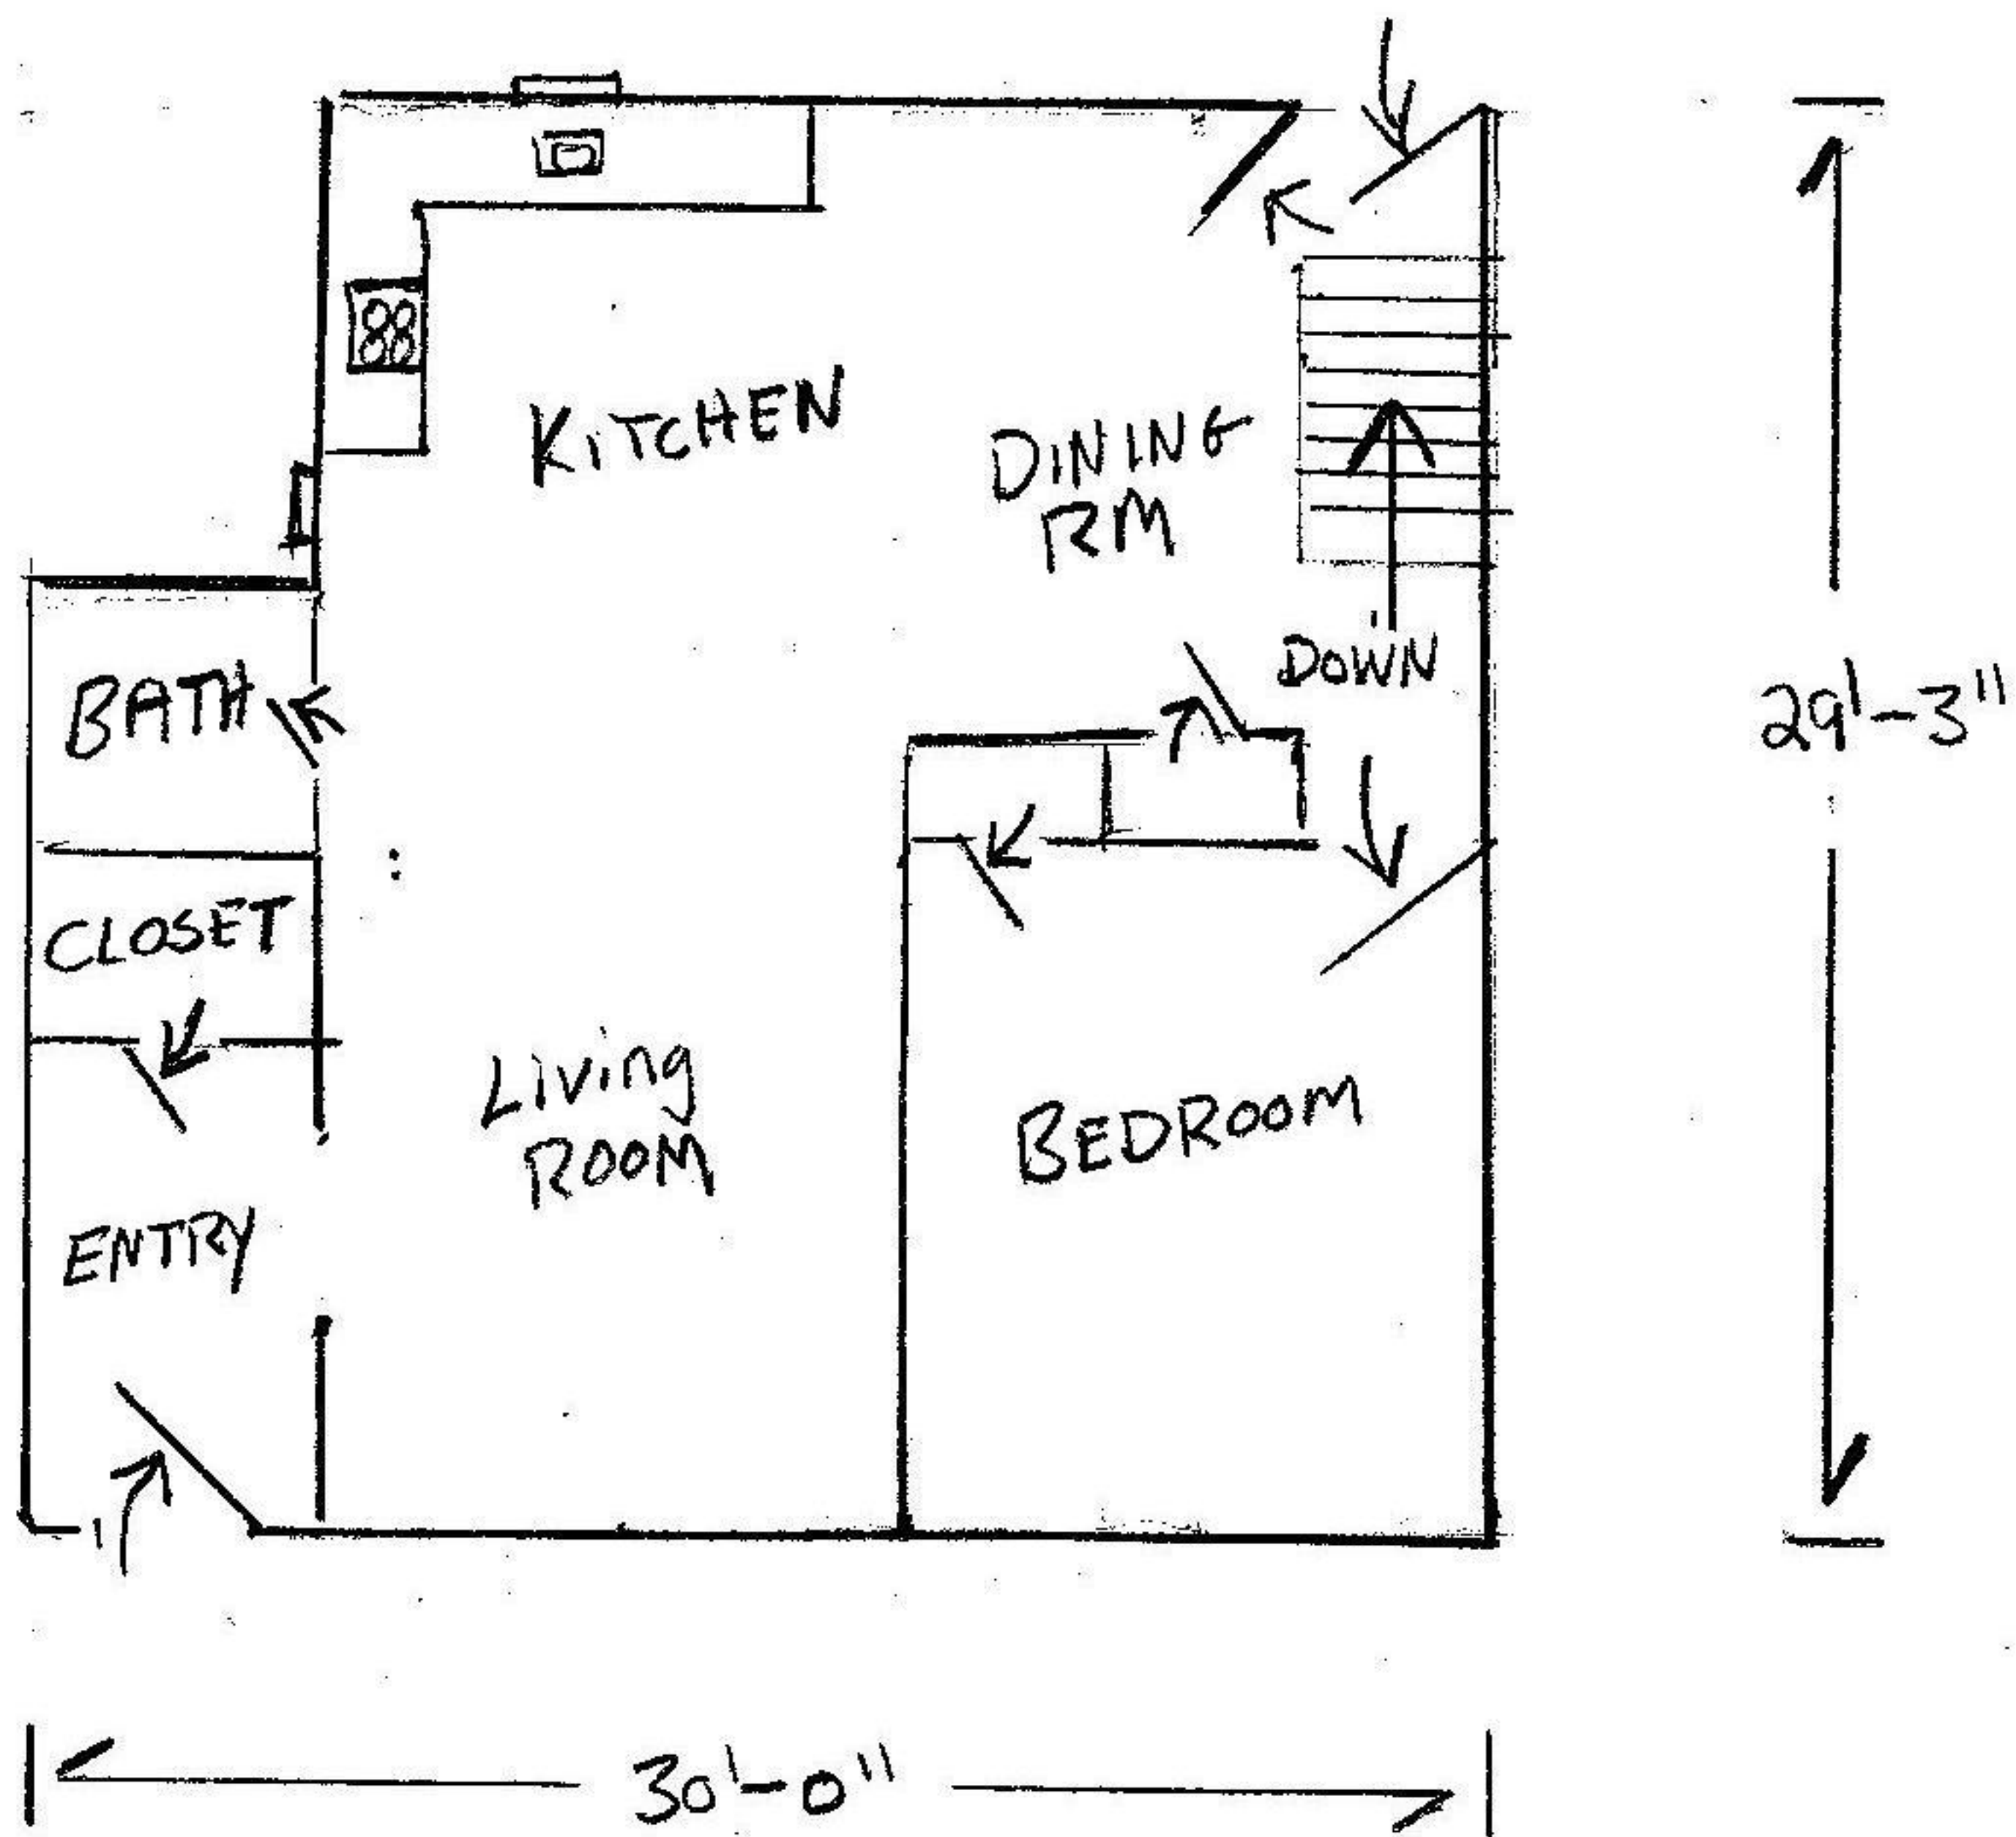 KiTCHEN
DINING
RM
DOWN
BATH
29'-3"
CLOSET
Living
ROOM
BEDROOM
ENTRY
30'-0"